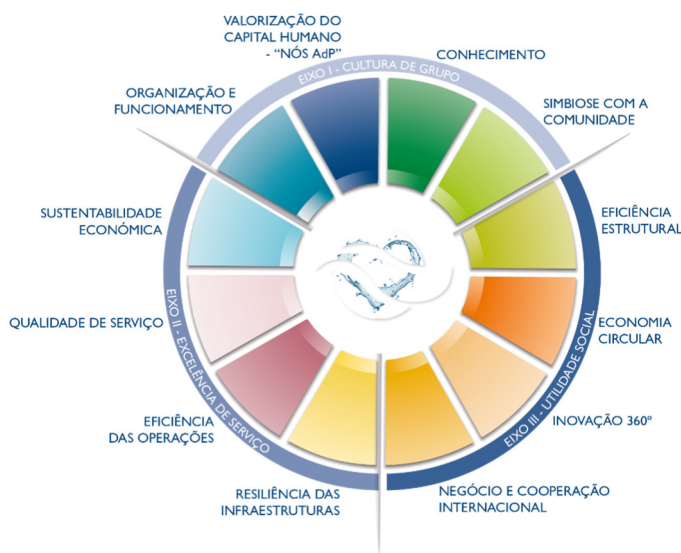 VALORIZAÇÃO DO
CAPITAL HUMANO
- “NÓS AdP”
CONHECIMENTO
EIXO I - CULTURA DE GRUPO
ORGANIZAÇÃO E
FUNCIONAMENTO
SIMBIOSE COM A
COMUNIDADE
SUSTENTABILIDADE
ECONÓMICA
EFICIÊNCIA
ESTRUTURAL
QUALIDADE DE SERVIÇO
ECONOMIA
CIRCULAR
EIXO II - EXCELÊNCIA DE SERVIÇO
EIXO III - UTILIDADE SOCIAL
EFICIÊNCIA
DAS OPERAÇÕES
INOVAÇÃO 360º
RESILIÊNCIA DAS
INFRAESTRUTURAS
NEGÓCIO E COOPERAÇÃO
INTERNACIONAL